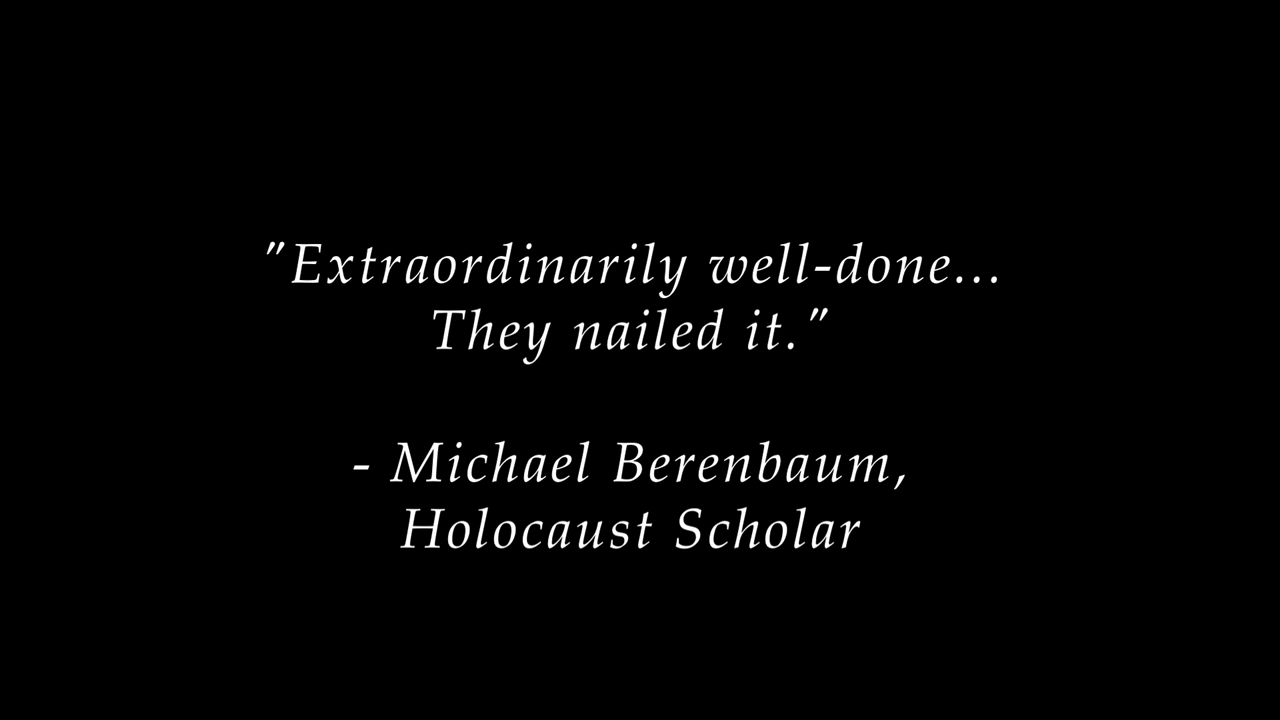 "Extraordinarily well-done...
They nailed it."
- Michael Berenbaum,
Holocaust Scholar